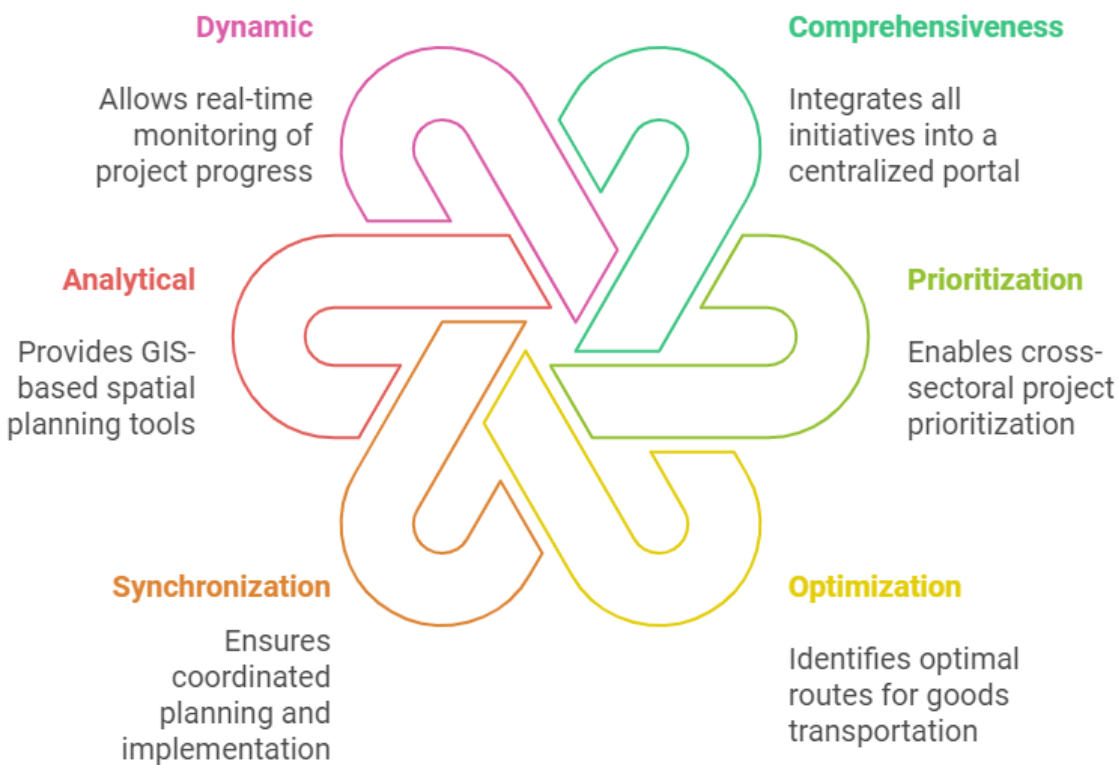 Dynamic
Allows real-time
monitoring of
project progress
Comprehensiveness
Integrates all
initiatives into a
centralized portal
Analytical
Provides GIS-
based spatial
planning tools
Prioritization
Enables cross-
sectoral project
prioritization
Synchronization
Ensures
coordinated
planning and
implementation
Optimization
Identifies optimal
routes for goods
transportation